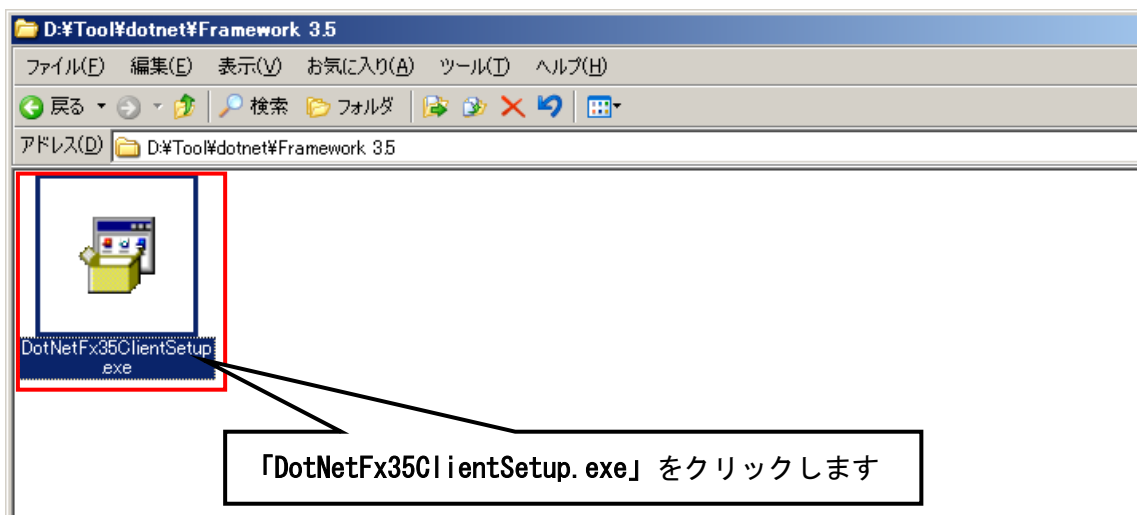 D:¥Tool¥dotnet¥Framework 3.5
ファイル(F) 編集(E) 表示(V) お気に入り(A) ツール(T) ヘルプ(H)
戻る 検索 フォルダ
アドレス(D) D:¥Tool¥dotnet¥Framework 3.5
DotNetFx35ClientSetup
.exe
「DotNetFx35ClientSetup.exe」をクリックします